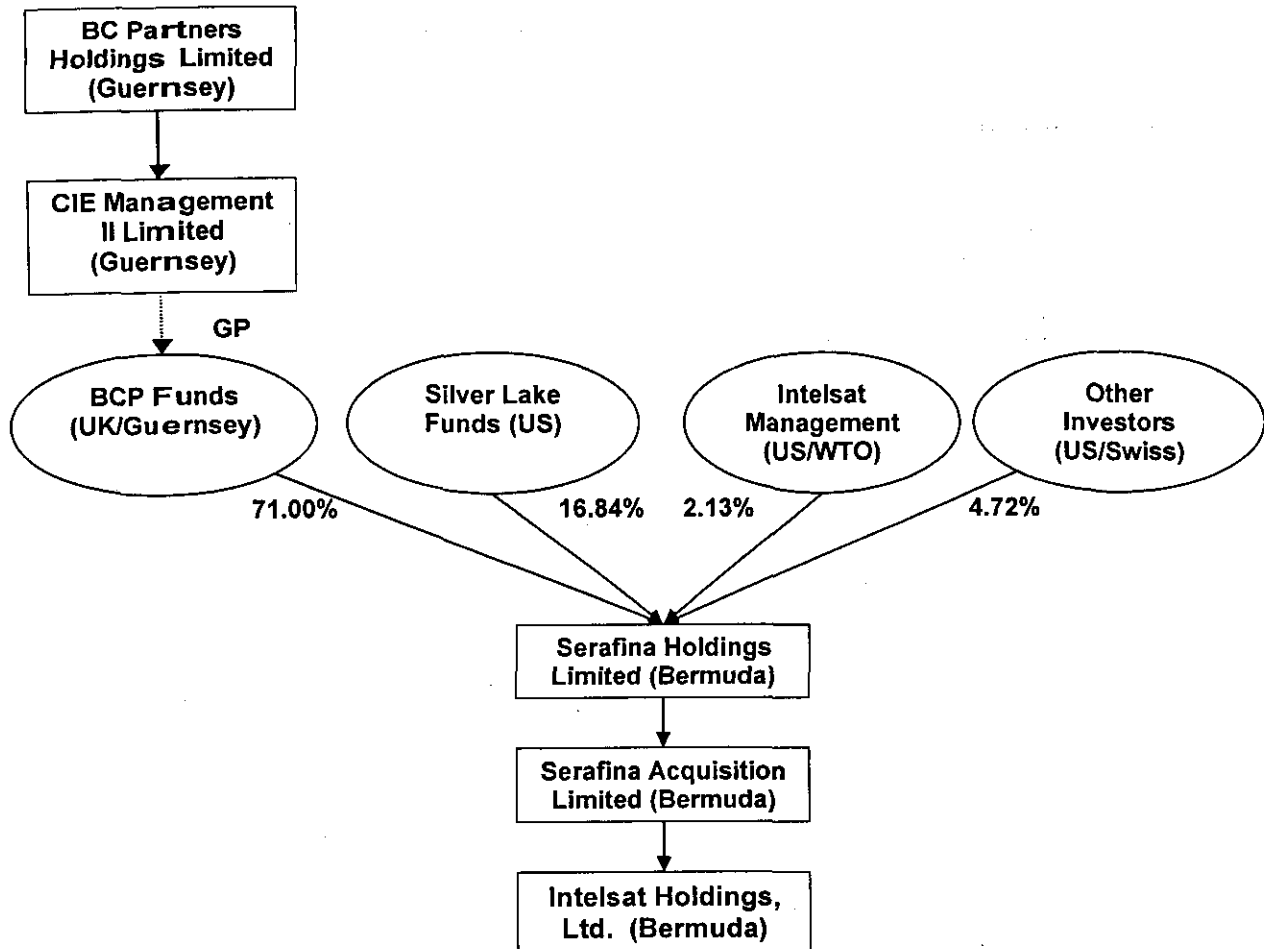 BC Partners
Holdings Limited
(Guernsey)
CIE Management
II Limited
(Guernsey)
GP
BCP Funds
(UK/Guernsey)
Silver Lake
Funds (US)
Intelsat
Management
(US/WTO)
Other
Investors
(US/Swiss)
71.00%
16.84%
2.13%
4.72%
Serafina Holdings
Limited (Bermuda)
Serafina Acquisition
Limited (Bermuda)
Intelsat Holdings,
Ltd. (Bermuda)